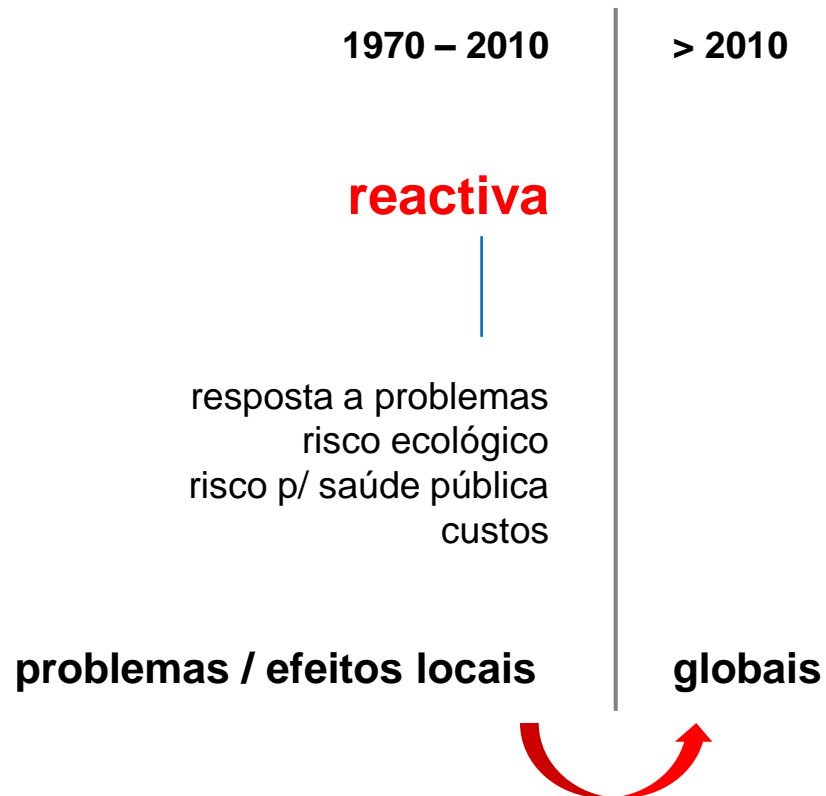 1970 – 2010
> 2010
reactiva
resposta a problemas
risco ecológico
risco p/ saúde pública
custos
problemas / efeitos locais
globais